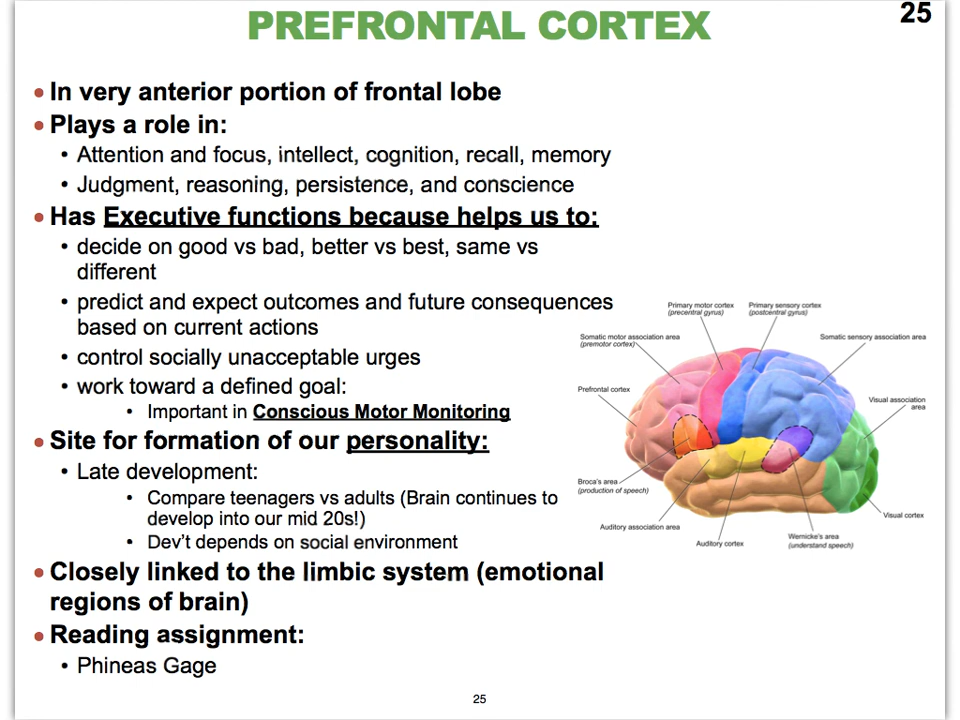 PREFRONTAL CORTEX
25
• In very anterior portion of frontal lobe
• Plays a role in:
• Attention and focus, intellect, cognition, recall, memory
• Judgment, reasoning, persistence, and conscience
• Has Executive functions because helps us to:
• decide on good vs bad, better vs best, same vs
different
• predict and expect outcomes and future consequences
based on current actions
• control socially unacceptable urges
• work toward a defined goal:
• Important in Conscious Motor Monitoring
• Site for formation of our personality:
• Late development:
• Compare teenagers vs adults (Brain continues to
develop into our mid 20s!)
• Dev't depends on social environment
• Closely linked to the limbic system (emotional
regions of brain)
• Reading assignment:
• Phineas Gage
Primary motor cortex
(precentral gyrus)
Primary sensory cortex
(postcentral gyrus)
Somatic motor association area
(premotor cortex)
Somatic sensory association area
Prefrontal cortex
Visual association
area
Broca's area
(production of speech)
Visual cortex
Auditory association area
Auditory cortex
Wernicke's area
(understand speech)
25